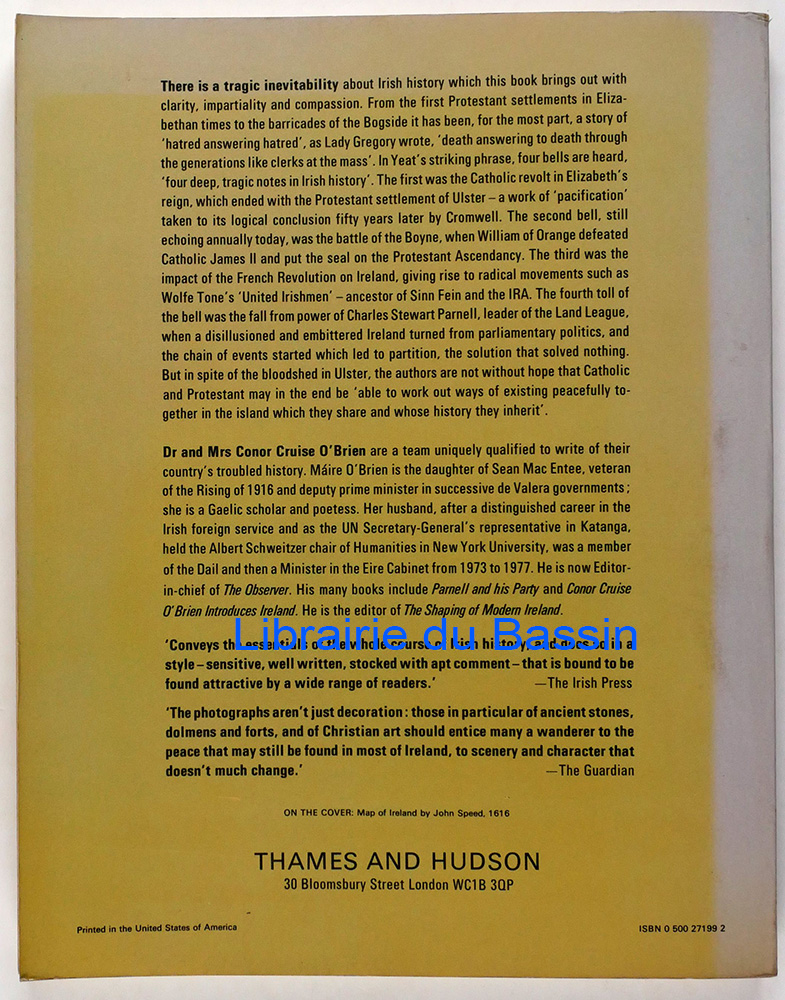 There is a tragic inevitability about Irish history which this book brings out with
clarity, impartiality and compassion. From the first Protestant settlements in Eliza-
bethan times to the barricades of the Bogside it has been, for the most part, a story of
'hatred answering hatred', as Lady Gregory wrote, 'death answering to death through
the generations like clerks at the mass'. In Yeat's striking phrase, four bells are heard,
'four deep, tragic notes in Irish history'. The first was the Catholic revolt in Elizabeth's
reign, which ended with the Protestant settlement of Ulster – a work of 'pacification'
taken to its logical conclusion fifty years later by Cromwell. The second bell, still
echoing annually today, was the battle of the Boyne, when William of Orange defeated
Catholic James II and put the seal on the Protestant Ascendancy. The third was the
impact of the French Revolution on Ireland, giving rise to radical movements such as
Wolfe Tone's 'United Irishmen' – ancestor of Sinn Fein and the IRA. The fourth toll of
the bell was the fall from power of Charles Stewart Parnell, leader of the Land League,
when a disillusioned and embittered Ireland turned from parliamentary politics, and
the chain of events started which led to partition, the solution that solved nothing.
But in spite of the bloodshed in Ulster, the authors are not without hope that Catholic
and Protestant may in the end be 'able to work out ways of existing peacefully to-
gether in the island which they share and whose history they inherit'.
Dr and Mrs Conor Cruise O'Brien are a team uniquely qualified to write of their
country's troubled history. Máire O'Brien is the daughter of Sean Mac Entee, veteran
of the Rising of 1916 and deputy prime minister in successive de Valera governments;
she is a Gaelic scholar and poetess. Her husband, after a distinguished career in the
Irish foreign service and as the UN Secretary-General's representative in Katanga,
held the Albert Schweitzer chair of Humanities in New York University, was a member
of the Dail and then a Minister in the Eire Cabinet from 1973 to 1977. He is now Editor-
in-chief of The Observer. His many books include Parnell and his Party and Conor Cruise
O'Brien Introduces Ireland. He is the editor of The Shaping of Modern Ireland.
Librairie du Bassin
'Conveys the essentials of the whole course of Irish history, and does so in a
style – sensitive, well written, stocked with apt comment – that is bound to be
found attractive by a wide range of readers.' —The Irish Press
'The photographs aren't just decoration: those in particular of ancient stones,
dolmens and forts, and of Christian art should entice many a wanderer to the
peace that may still be found in most of Ireland, to scenery and character that
doesn't much change.' —The Guardian
ON THE COVER: Map of Ireland by John Speed, 1616
THAMES AND HUDSON
30 Bloomsbury Street London WC1B 3QP
Printed in the United States of America ISBN 0 500 27199 2